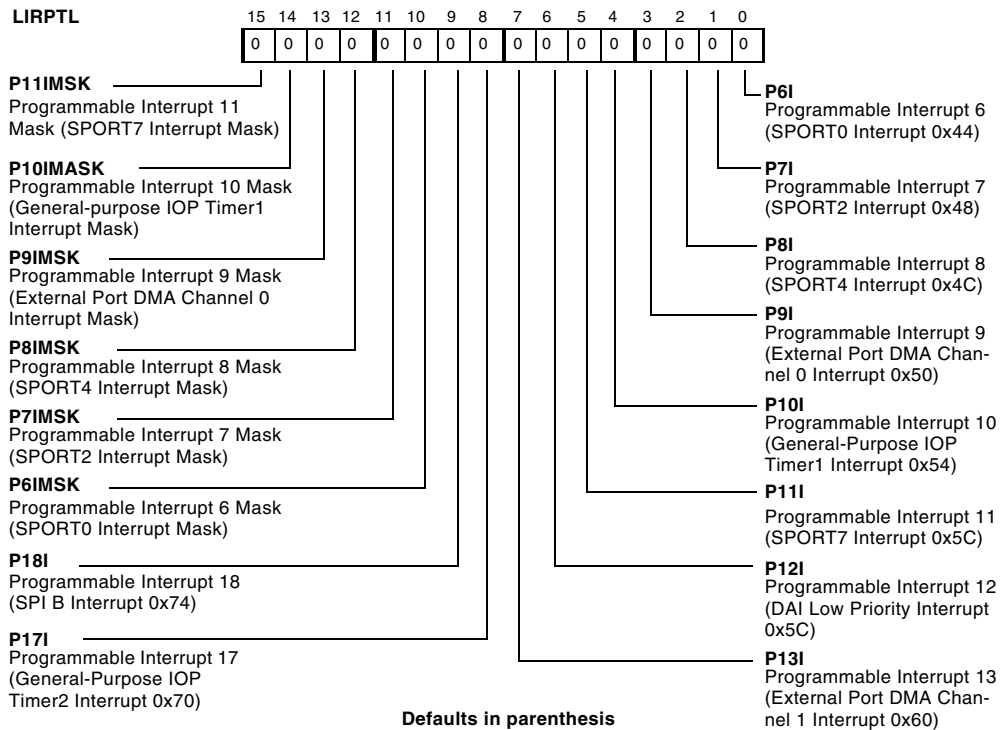 LIRPTL
15 14 13 12 11 10 9 8 7 6 5 4 3 2 1 0
0 0 0 0 0 0 0 0 0 0 0 0 0 0 0 0
P11IMSK
Programmable Interrupt 11
Mask (SPORT7 Interrupt Mask)
P10IMASK
Programmable Interrupt 10 Mask
(General-purpose IOP Timer1
Interrupt Mask)
P9IMSK
Programmable Interrupt 9 Mask
(External Port DMA Channel 0
Interrupt Mask)
P8IMSK
Programmable Interrupt 8 Mask
(SPORT4 Interrupt Mask)
P7IMSK
Programmable Interrupt 7 Mask
(SPORT2 Interrupt Mask)
P6IMSK
Programmable Interrupt 6 Mask
(SPORT0 Interrupt Mask)
P18I
Programmable Interrupt 18
(SPI B Interrupt 0x74)
P17I
Programmable Interrupt 17
(General-Purpose IOP
Timer2 Interrupt 0x70)
P6I
Programmable Interrupt 6
(SPORT0 Interrupt 0x44)
P7I
Programmable Interrupt 7
(SPORT2 Interrupt 0x48)
P8I
Programmable Interrupt 8
(SPORT4 Interrupt 0x4C)
P9I
Programmable Interrupt 9
(External Port DMA Chan-
nel 0 Interrupt 0x50)
P10I
Programmable Interrupt 10
(General-Purpose IOP
Timer1 Interrupt 0x54)
P11I
Programmable Interrupt 11
(SPORT7 Interrupt 0x5C)
P12I
Programmable Interrupt 12
(DAI Low Priority Interrupt
0x5C)
P13I
Programmable Interrupt 13
(External Port DMA Chan-
nel 1 Interrupt 0x60)
Defaults in parenthesis